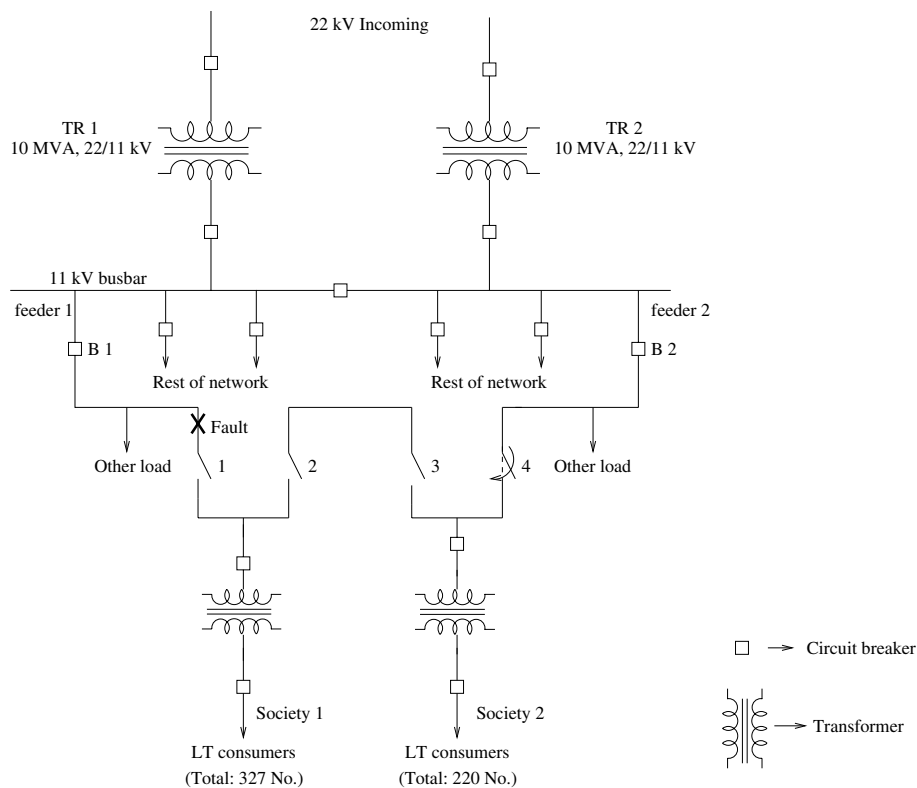 22 kV Incoming
TR 1
10 MVA, 22/11 kV
TR 2
10 MVA, 22/11 kV
11 kV busbar
feeder 1
feeder 2
B 1
B 2
Rest of network
Rest of network
Fault
Other load
1
2
3
4
Other load
Society 1
Society 2
LT consumers
(Total: 327 No.)
LT consumers
(Total: 220 No.)
Circuit breaker
Transformer